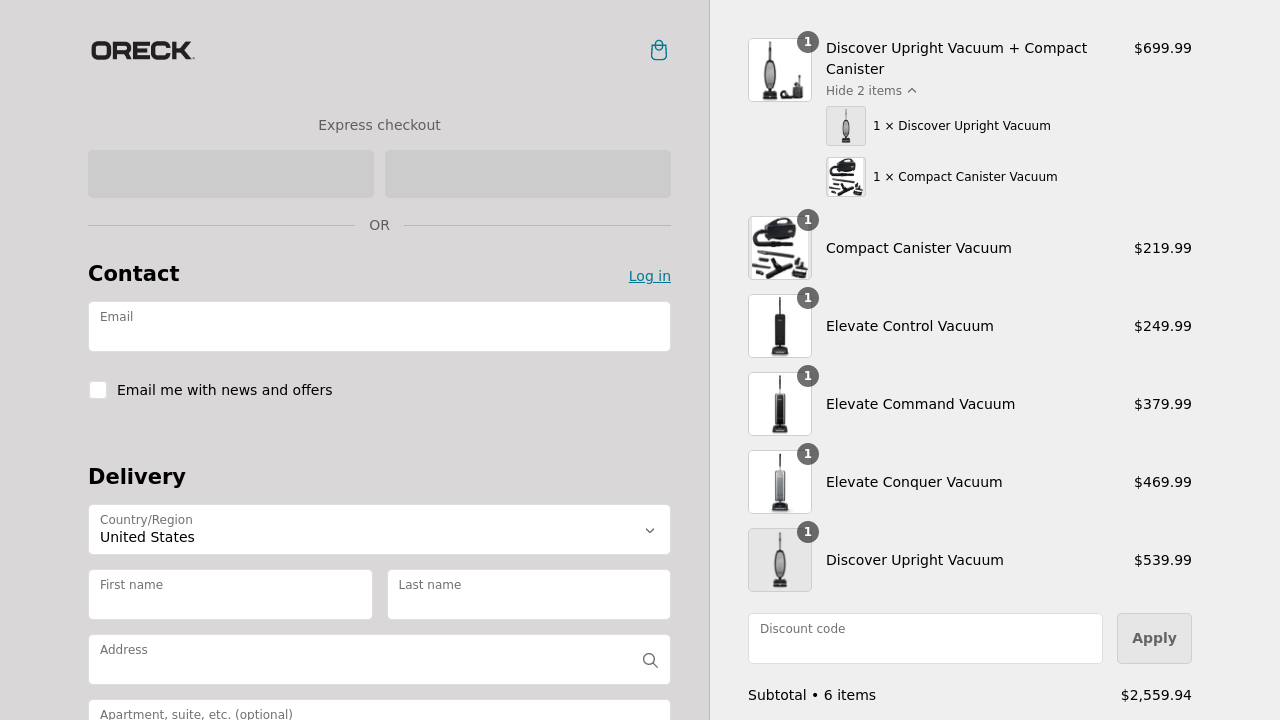 ORECK
Express checkout
OR
Contact
Log in
Email
Email me with news and offers
Delivery
Country/Region
United States
First name
Last name
Address
Apartment, suite, etc. (optional)
1
Discover Upright Vacuum + Compact
Canister
$699.99
Hide 2 items
1 × Discover Upright Vacuum
1 × Compact Canister Vacuum
1
Compact Canister Vacuum
$219.99
1
Elevate Control Vacuum
$249.99
1
Elevate Command Vacuum
$379.99
1
Elevate Conquer Vacuum
$469.99
1
Discover Upright Vacuum
$539.99
Discount code
Apply
Subtotal • 6 items
$2,559.94